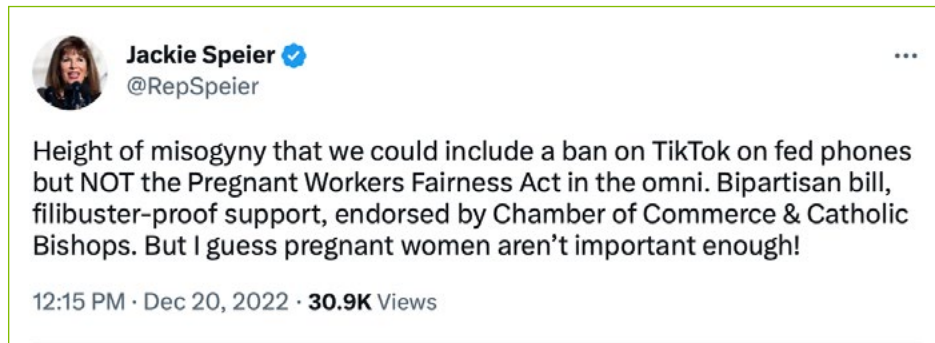 Jackie Speier
@RepSpeier
Height of misogyny that we could include a ban on TikTok on fed phones
but NOT the Pregnant Workers Fairness Act in the omni. Bipartisan bill,
filibuster-proof support, endorsed by Chamber of Commerce & Catholic
Bishops. But I guess pregnant women aren’t important enough!
12:15 PM · Dec 20, 2022 · 30.9K Views